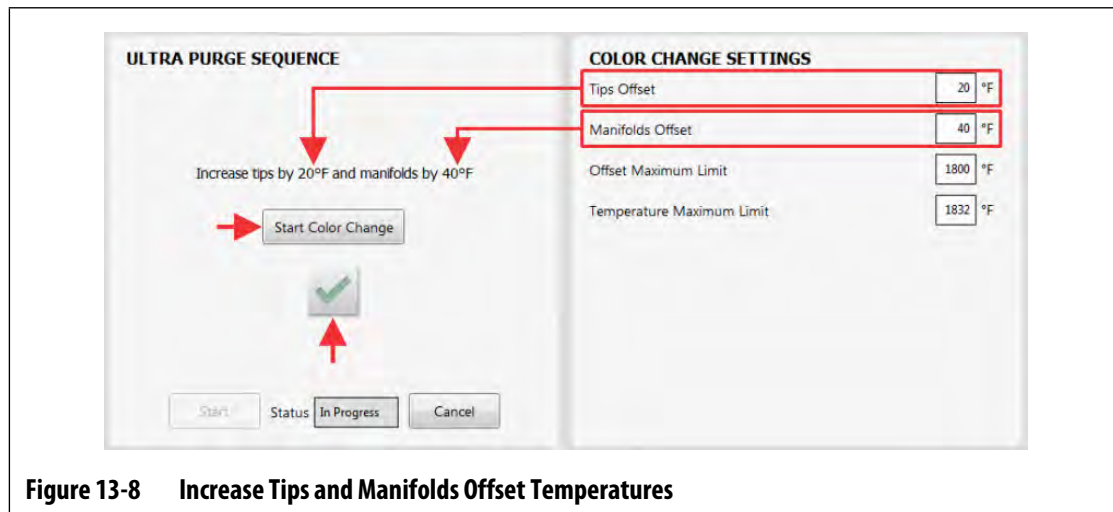 ULTRA PURGE SEQUENCE
Increase tips by 20°F and manifolds by 40°F
Start Color Change
Start Status In Progress Cancel
COLOR CHANGE SETTINGS
Tips Offset 20 °F
Manifolds Offset 40 °F
Offset Maximum Limit 1800 °F
Temperature Maximum Limit 1832 °F
Figure 13-8 Increase Tips and Manifolds Offset Temperatures